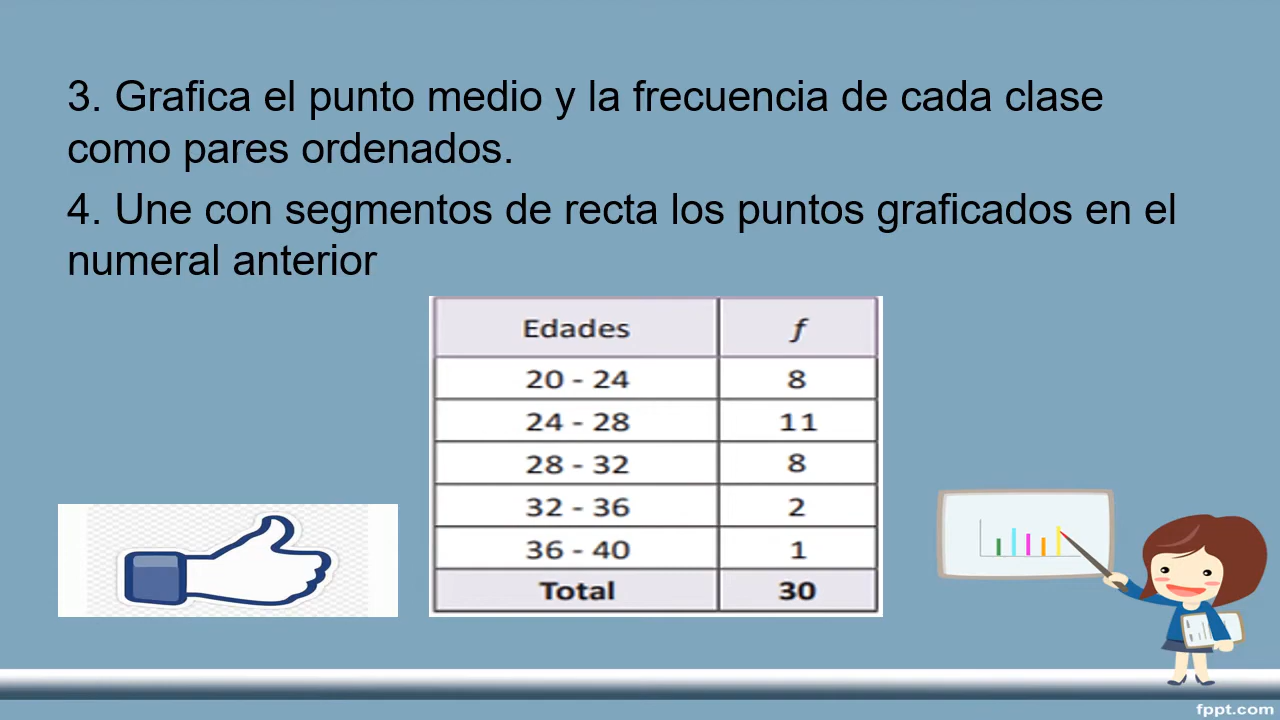 3. Grafica el punto medio y la frecuencia de cada clase
como pares ordenados.
4. Une con segmentos de recta los puntos graficados en el
numeral anterior
Edades f
20 - 24 8
24 - 28 11
28 - 32 8
32 - 36 2
36 - 40 1
Total 30
fppt.com